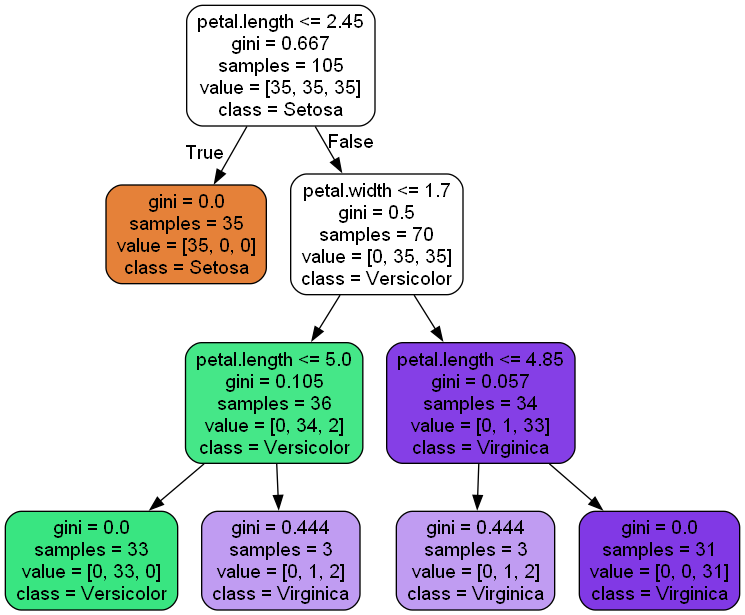 petal.length <= 2.45
gini = 0.667
samples = 105
value = [35, 35, 35]
class = Setosa
True
False
gini = 0.0
samples = 35
value = [35, 0, 0]
class = Setosa
petal.width <= 1.7
gini = 0.5
samples = 70
value = [0, 35, 35]
class = Versicolor
petal.length <= 5.0
gini = 0.105
samples = 36
value = [0, 34, 2]
class = Versicolor
petal.length <= 4.85
gini = 0.057
samples = 34
value = [0, 1, 33]
class = Virginica
gini = 0.0
samples = 33
value = [0, 33, 0]
class = Versicolor
gini = 0.444
samples = 3
value = [0, 1, 2]
class = Virginica
gini = 0.444
samples = 3
value = [0, 1, 2]
class = Virginica
gini = 0.0
samples = 31
value = [0, 0, 31]
class = Virginica